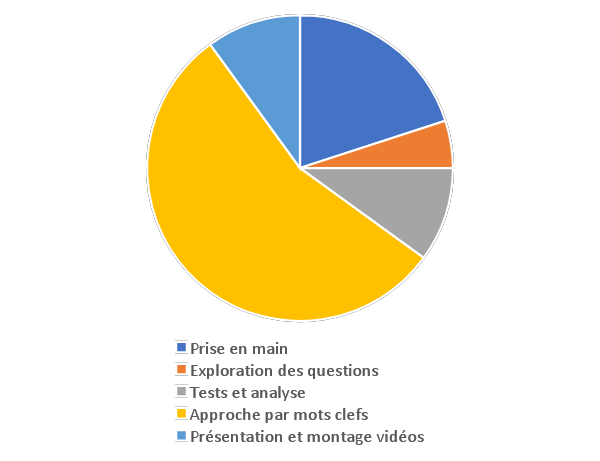 Prise en main
Exploration des questions
Tests et analyse
Approche par mots clefs
Présentation et montage vidéos